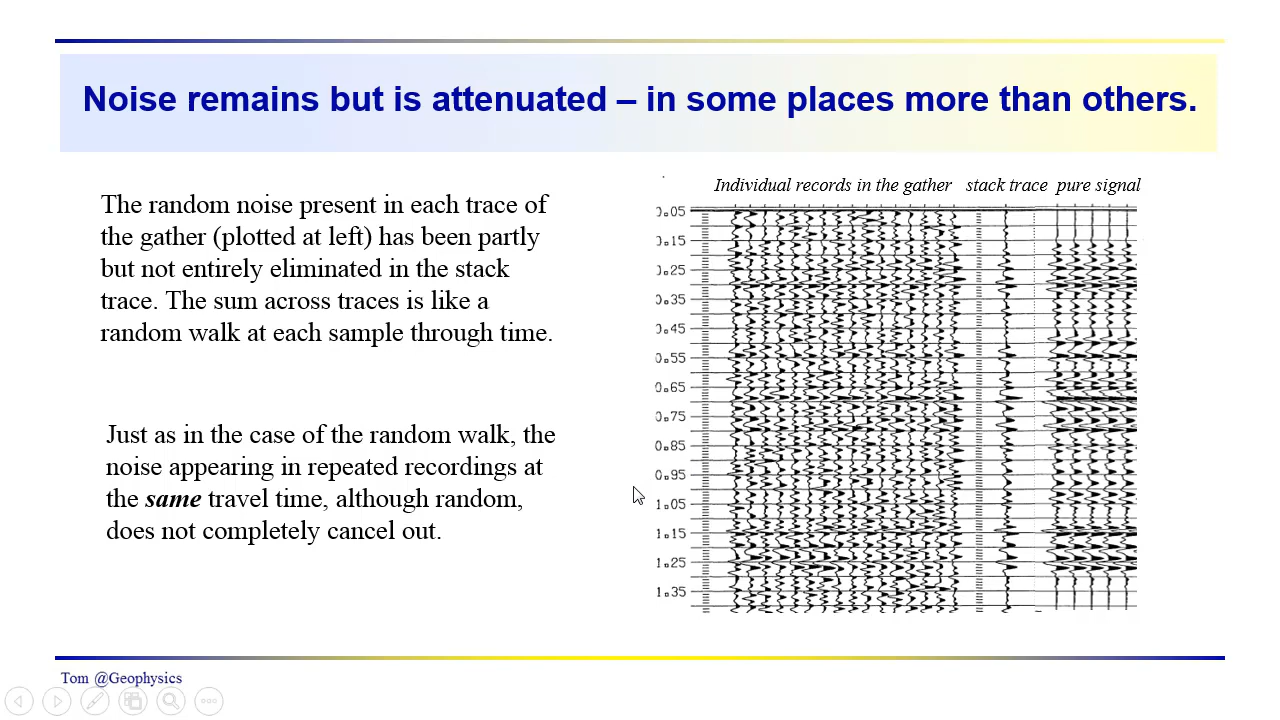 Noise remains but is attenuated – in some places more than others.
The random noise present in each trace of
the gather (plotted at left) has been partly
but not entirely eliminated in the stack
trace. The sum across traces is like a
random walk at each sample through time.
Just as in the case of the random walk, the
noise appearing in repeated recordings at
the same travel time, although random,
does not completely cancel out.
Individual records in the gather stack trace pure signal
0.05
0.15
0.25
0.35
0.45
0.55
0.65
0.75
0.85
0.95
1.05
1.15
1.25
1.35
Tom @Geophysics